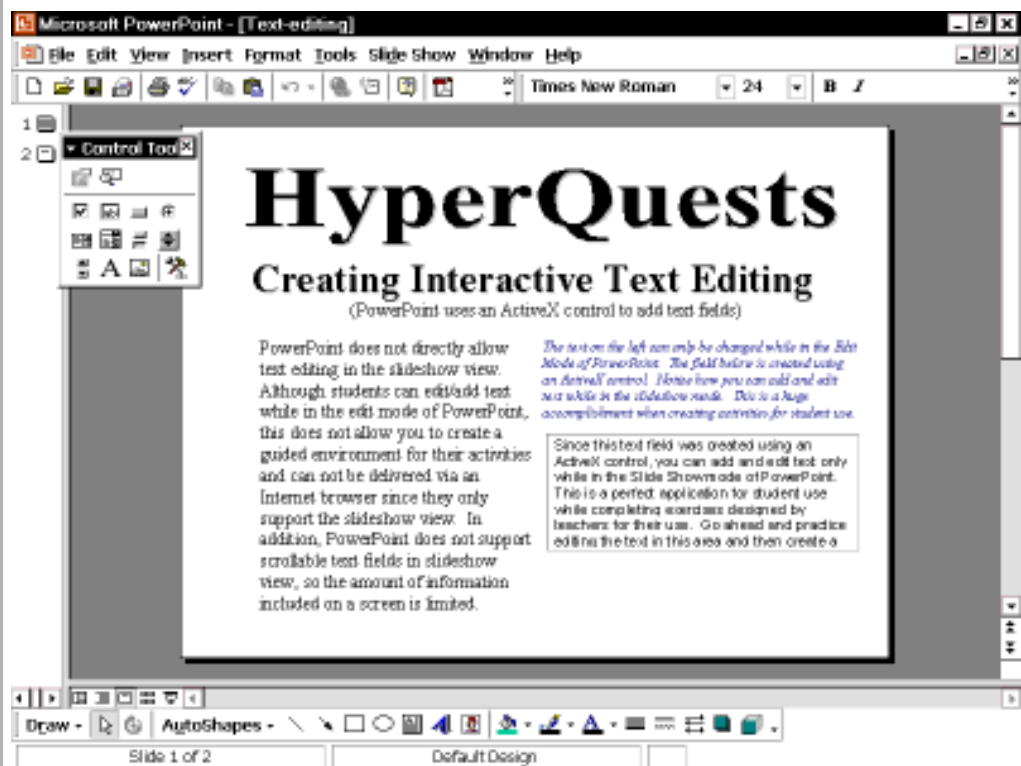 Microsoft PowerPoint - [Text-editing]
File Edit View Insert Format Tools Slide Show Window Help
Times New Roman 24 B I
1
2
Control Tool
HyperQuests
Creating Interactive Text Editing
(PowerPoint uses an ActiveX control to add text fields)
PowerPoint does not directly allow
text editing in the slideshow view.
Although students can edit/add text
while in the edit mode of PowerPoint,
this does not allow you to create a
guided environment for their activities
and can not be delivered via an
Internet browser since they only
support the slideshow view. In
addition, PowerPoint does not support
scrollable text fields in slideshow
view, so the amount of information
included on a screen is limited.
The text on the left can only be changed while in the Edit
Mode of PowerPoint. The field below is created using
an ActiveX control. Notice how you can add and edit
text while in the slideshow mode. This is a huge
accomplishment when creating activities for student use.
Since this text field was created using an
ActiveX control, you can add and edit text only
while in the Slide Show mode of PowerPoint.
This is a perfect application for student use
while completing exercises designed by
teachers for their use. Go ahead and practice
editing the text in this area and then create a
Draw AutoShapes
Slide 1 of 2 Default Design